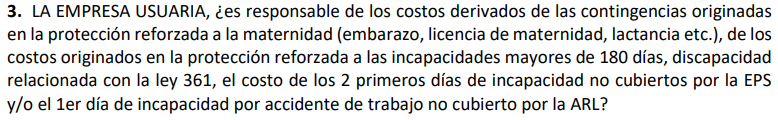 3. LA EMPRESA USUARIA, ¿es responsable de los costos derivados de las contingencias originadas
en la protección reforzada a la maternidad (embarazo, licencia de maternidad, lactancia etc.), de los
costos originados en la protección reforzada a las incapacidades mayores de 180 días, discapacidad
relacionada con la ley 361, el costo de los 2 primeros días de incapacidad no cubiertos por la EPS
y/o el 1er día de incapacidad por accidente de trabajo no cubierto por la ARL?